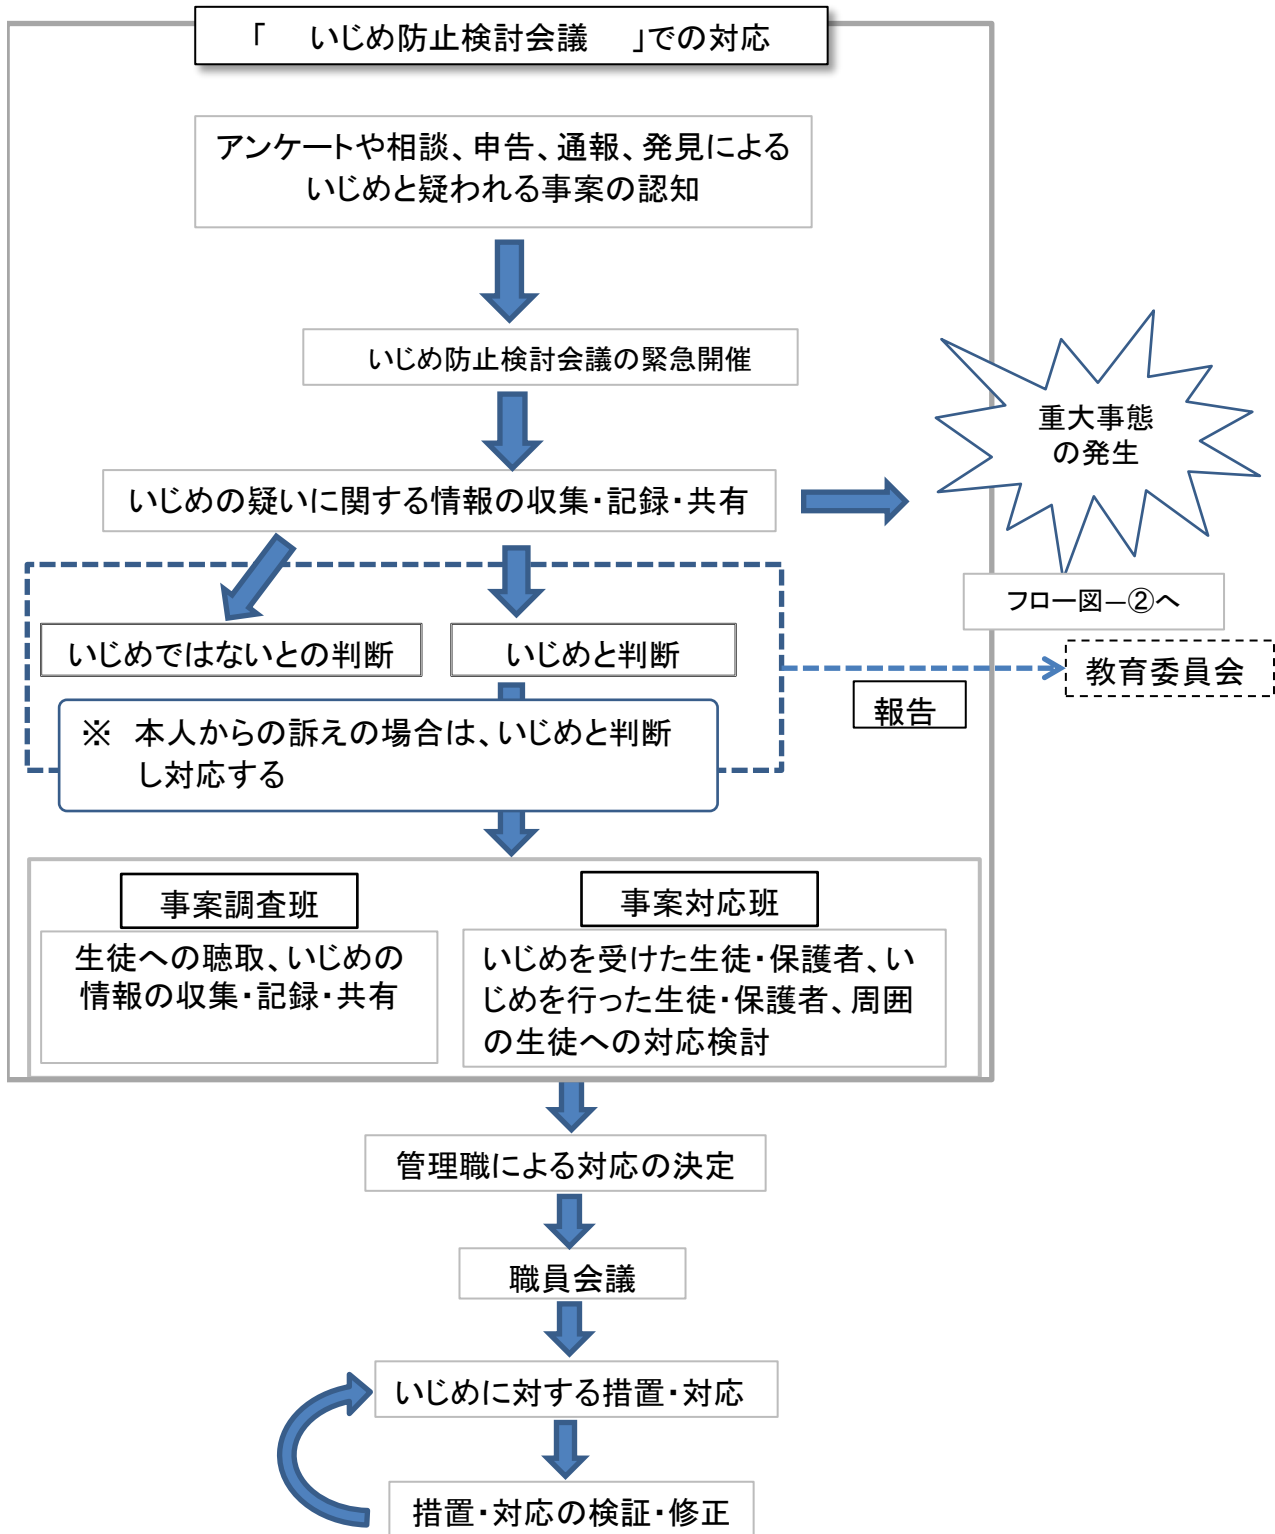 「　いじめ防止検討会議　」での対応
アンケートや相談、申告、通報、発見による
いじめと疑われる事案の認知
いじめ防止検討会議の緊急開催
重大事態
の発生
いじめの疑いに関する情報の収集・記録・共有
フロー図―②へ
いじめではないとの判断
いじめと判断
教育委員会
報告
※　本人からの訴えの場合は、いじめと判断
し対応する
事案調査班
生徒への聴取、いじめの
情報の収集・記録・共有
事案対応班
いじめを受けた生徒・保護者、い
じめを行った生徒・保護者、周囲
の生徒への対応検討
管理職による対応の決定
職員会議
いじめに対する措置・対応
措置・対応の検証・修正